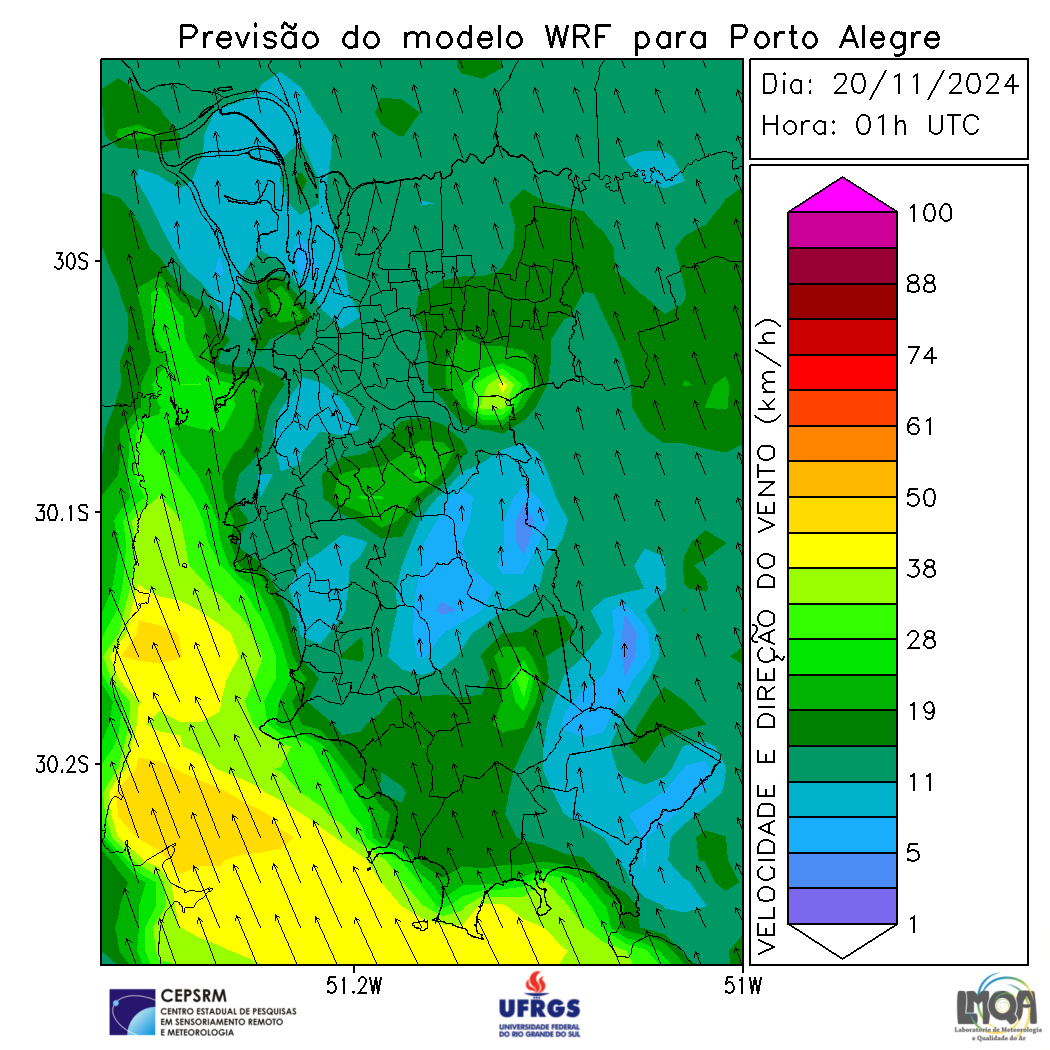 Previsão do modelo WRF para Porto Alegre
Dia: 20/11/2024
Hora: 01h UTC
30S
30.1S
30.2S
51.2W
51W
VELOCIDADE E DIREÇÃO DO VENTO (km/h)
100
88
74
61
50
38
28
19
11
5
1
CEPSRM
CENTRO ESTADUAL DE PESQUISAS
EM SENSORIAMENTO REMOTO
E METEOROLOGIA
UFRGS
UNIVERSIDADE FEDERAL
DO RIO GRANDE DO SUL
LMQA
Laboratório de Meteorologia
e Qualidade do Ar